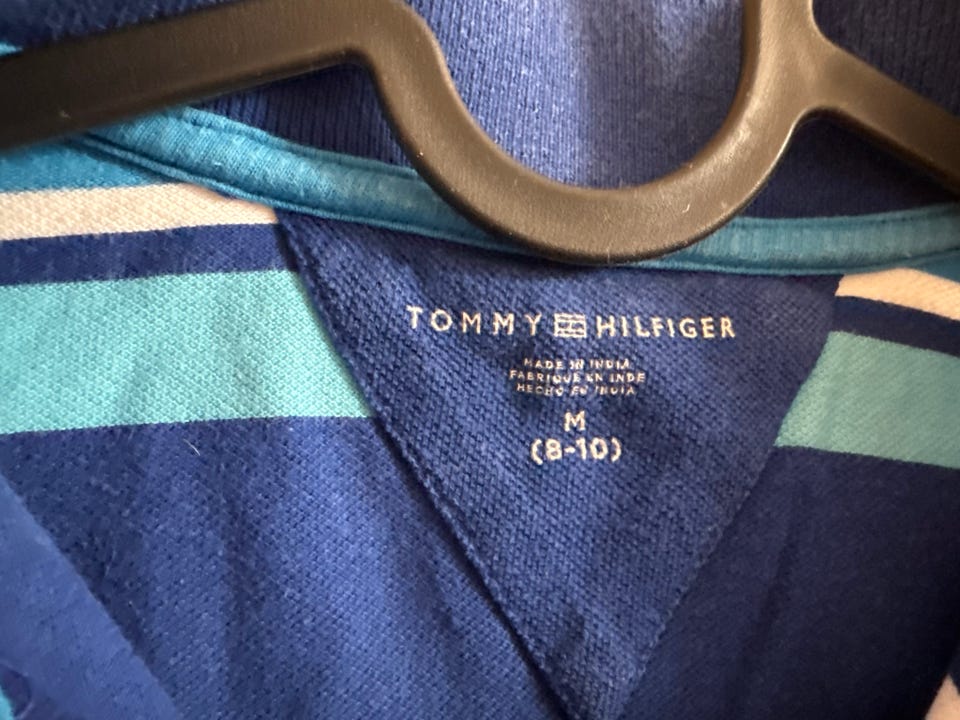 TOMMY HILFIGER
MADE IN INDIA
FABRIQUE EN INDE
HECHO EN INDIA
M
(8-10)